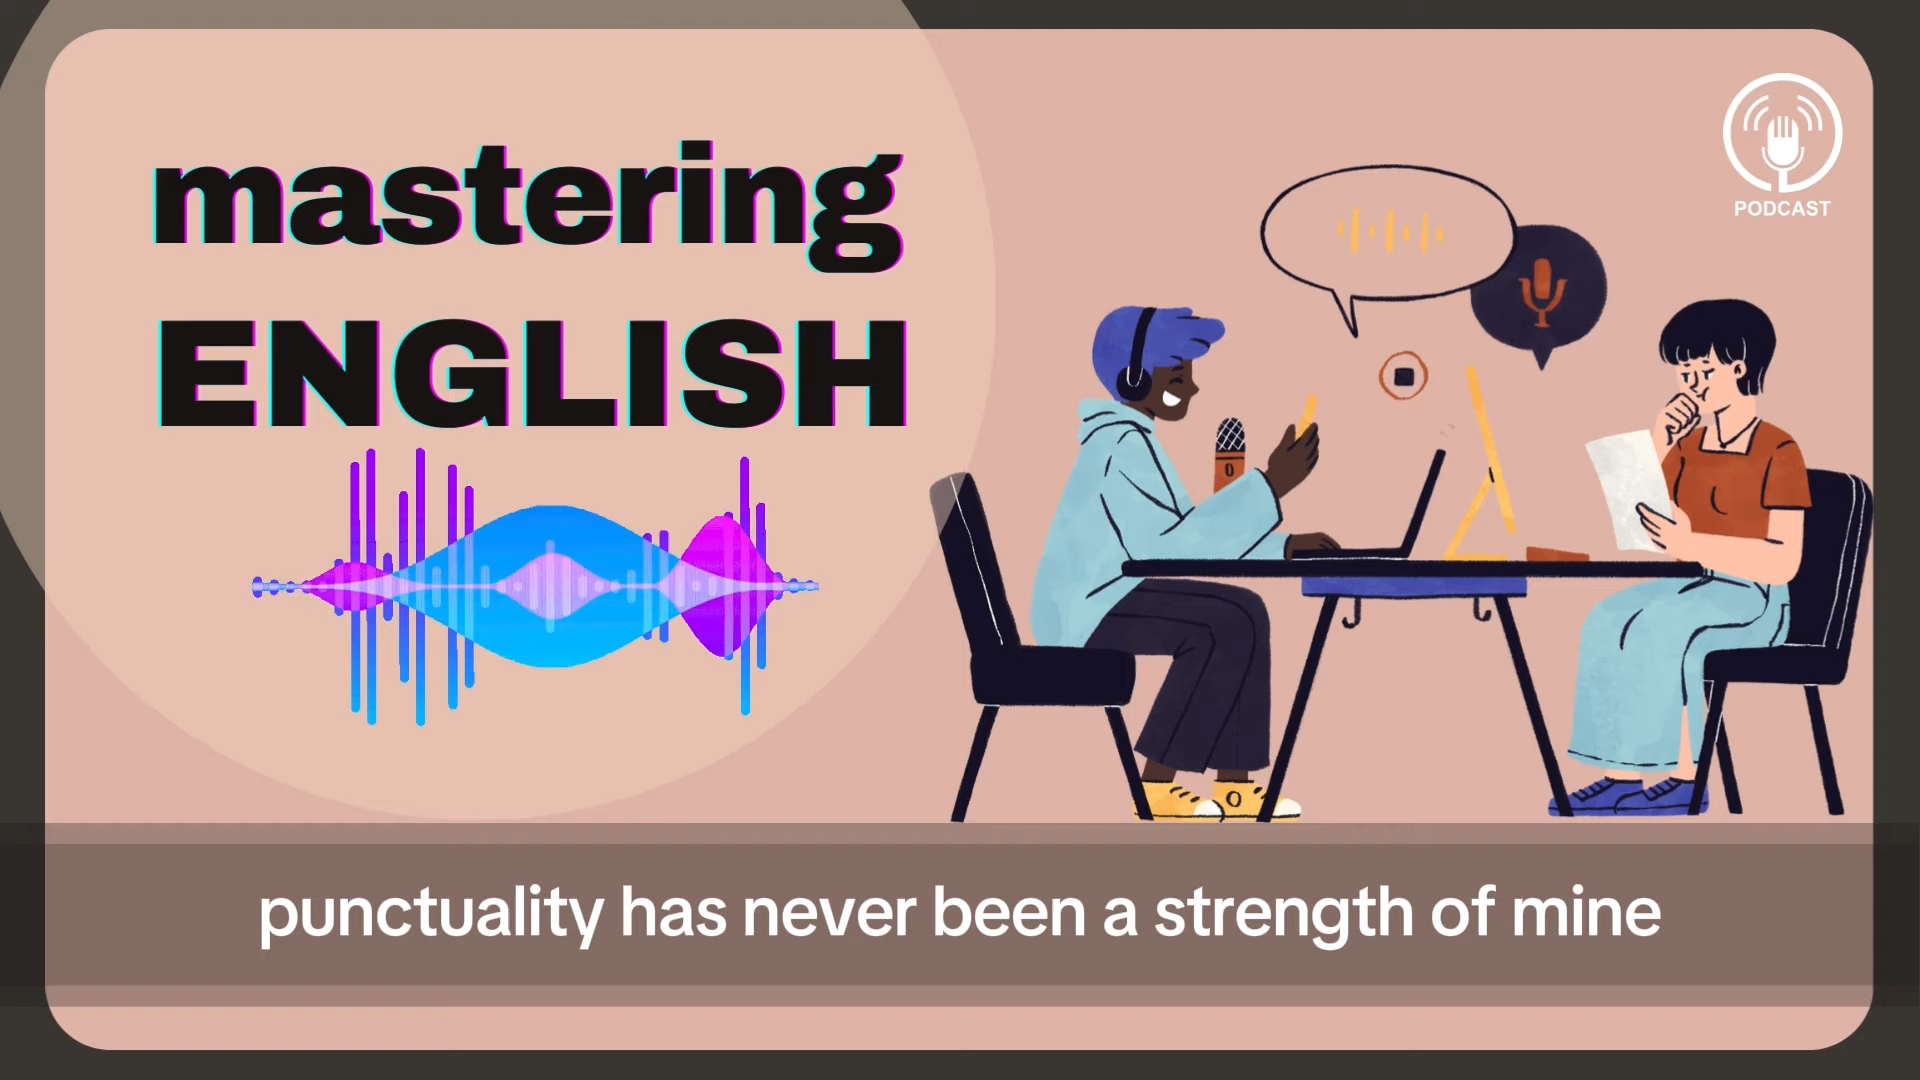 mastering
ENGLISH
PODCAST
punctuality has never been a strength of mine